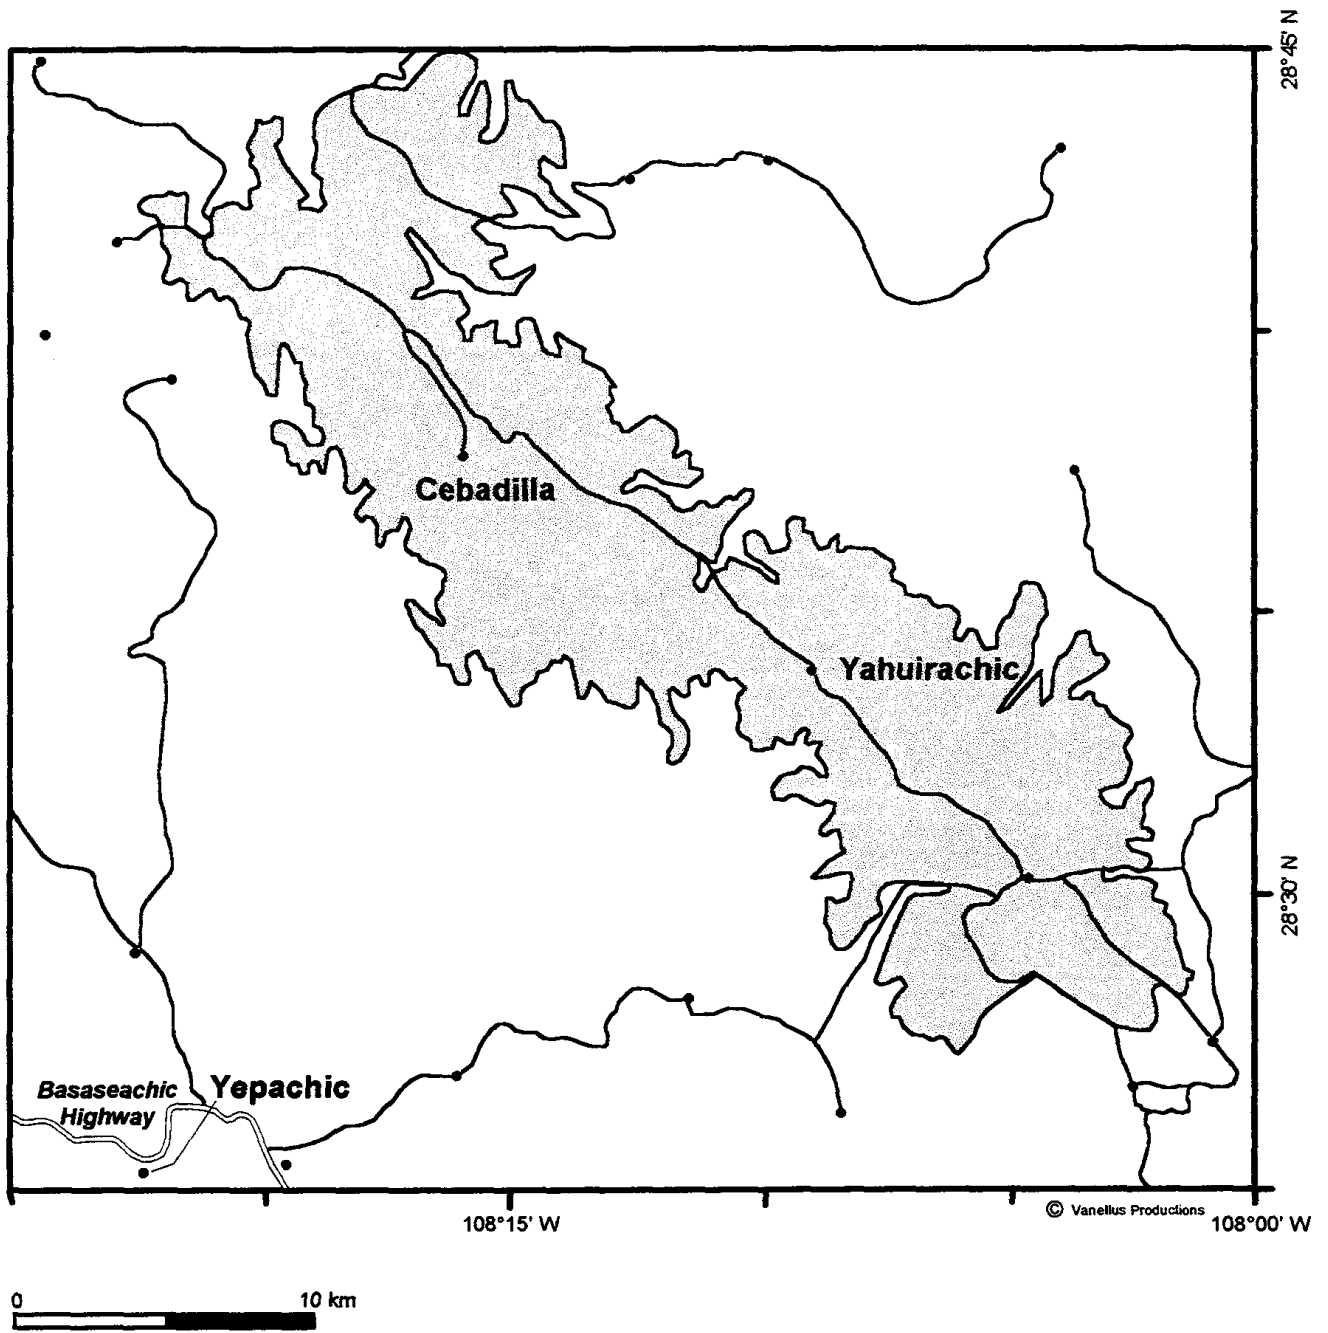 28°45' N
Cebadilla
Yahuirachic
28°30' N
Basaseachic
Highway
Yepachic
108°15' W
© Vanellus Productions
108°00' W
0
10 km